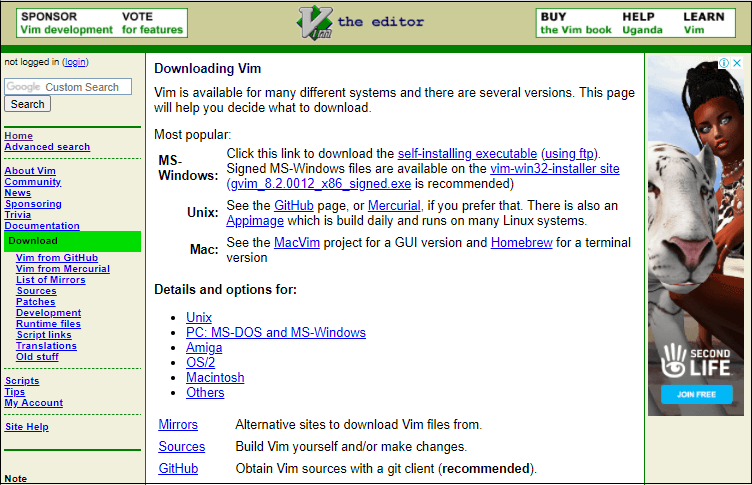 SPONSOR VOTE
Vim development for features
Vim the editor
BUY HELP LEARN
the Vim book Uganda Vim
not logged in (login)
Google Custom Search
Search
Home
Advanced search
About Vim
Community
News
Sponsoring
Trivia
Documentation
Download
Vim from GitHub
Vim from Mercurial
List of Mirrors
Sources
Patches
Development
Runtime files
Script links
Translations
Old stuff
Scripts
Tips
My Account
Site Help
Note
Downloading Vim
Vim is available for many different systems and there are several versions. This page
will help you decide what to download.
Most popular:
MS-
Windows:
Click this link to download the self-installing executable (using ftp).
Signed MS-Windows files are available on the vim-win32-installer site
(gvim_8.2.0012_x86_signed.exe is recommended)
Unix:
See the GitHub page, or Mercurial, if you prefer that. There is also an
Appimage which is build daily and runs on many Linux systems.
Mac:
See the MacVim project for a GUI version and Homebrew for a terminal
version
Details and options for:
• Unix
• PC: MS-DOS and MS-Windows
• Amiga
• OS/2
• Macintosh
• Others
Mirrors Alternative sites to download Vim files from.
Sources Build Vim yourself and/or make changes.
GitHub Obtain Vim sources with a git client (recommended).
SECOND
LIFE
JOIN FREE